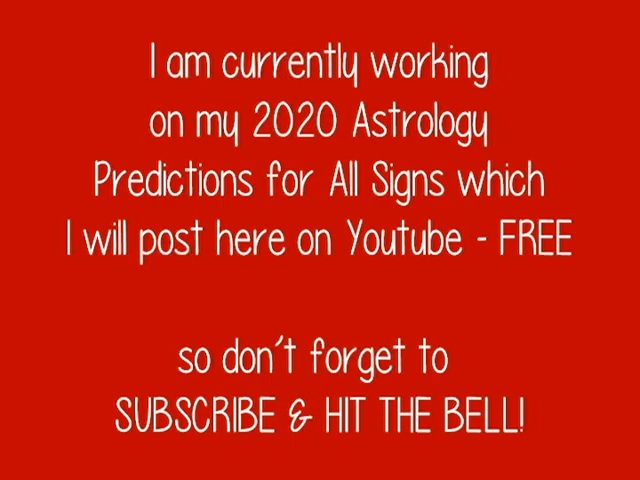 I am currently working
on my 2020 Astrology
Predictions for All Signs which
I will post here on Youtube - FREE
so don't forget to
SUBSCRIBE & HIT THE BELL!